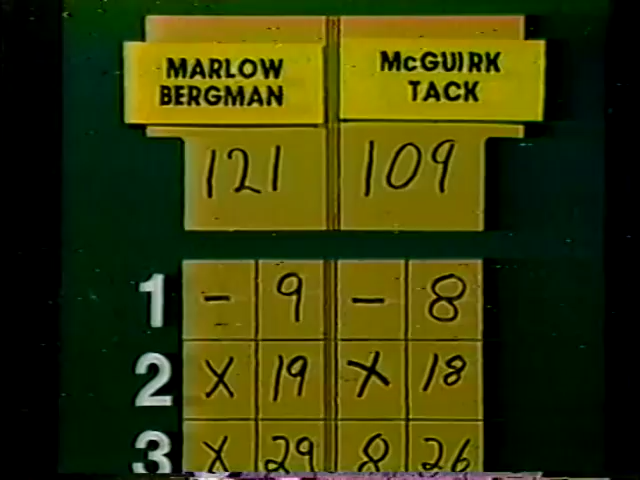 MARLOW
BERGMAN
McGUIRK
TACK
121 109
1 - 9 - 8
2 X 19 X 18
3 X 29 8 26